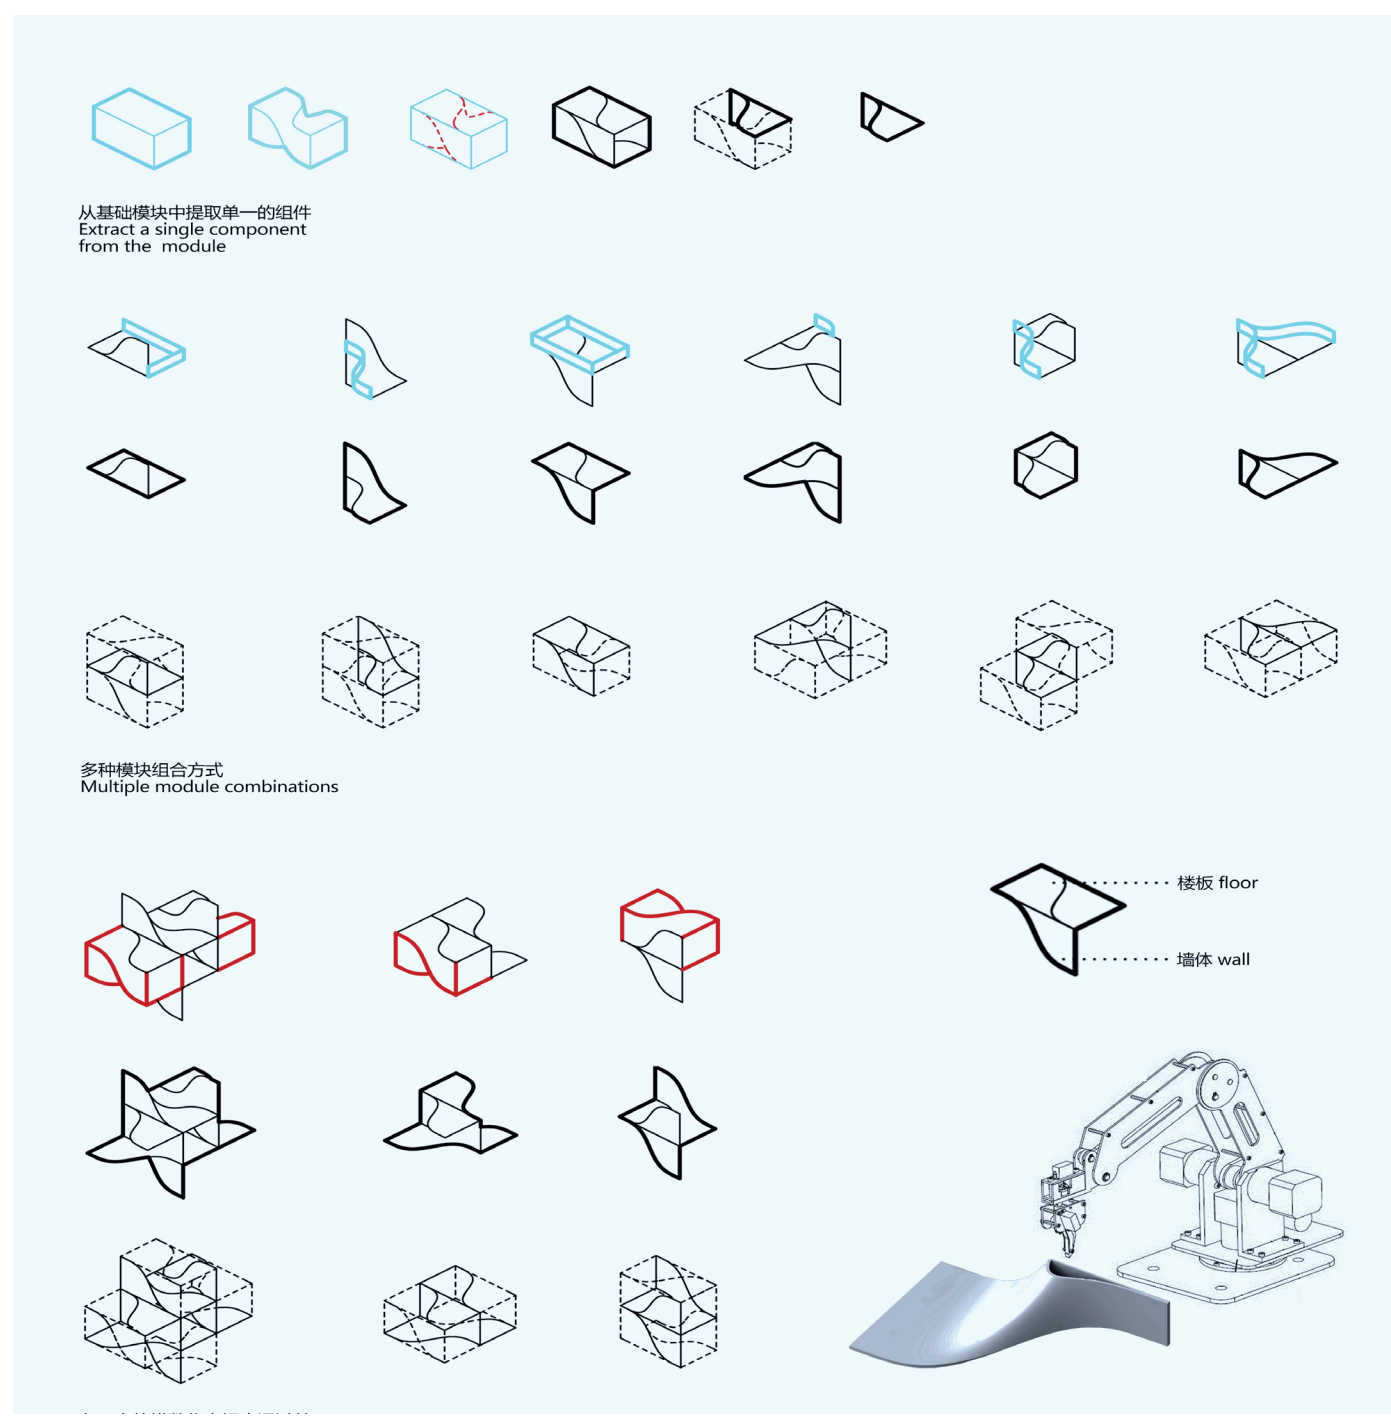 从基础模块中提取单一的组件
Extract a single component
from the module
多种模块组合方式
Multiple module combinations
楼板 floor
墙体 wall